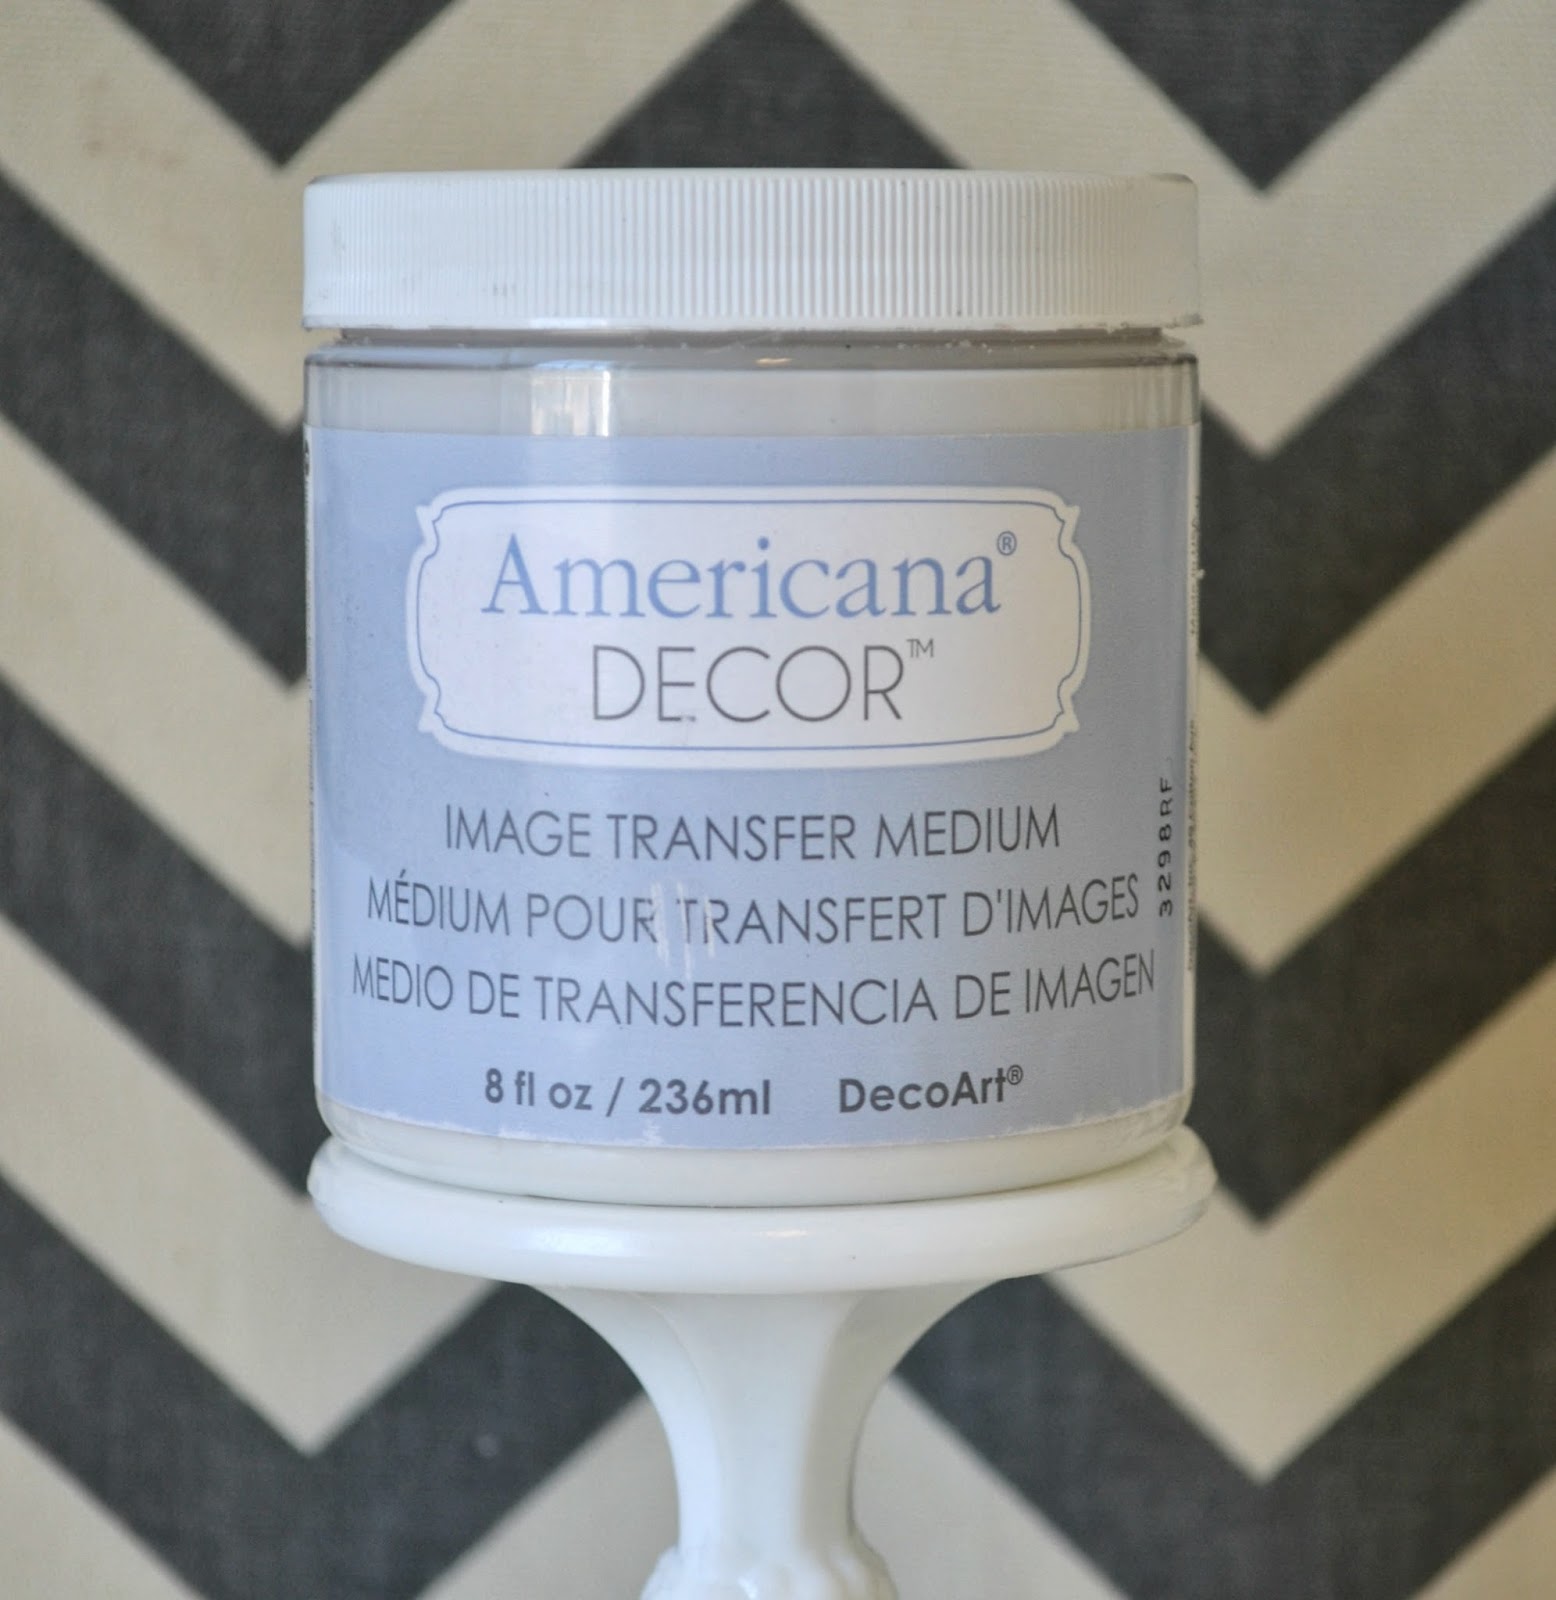 Americana®
DECOR™
IMAGE TRANSFER MEDIUM
MÉDIUM POUR TRANSFERT D'IMAGES
MEDIO DE TRANSFERENCIA DE IMAGEN
8 fl oz / 236ml DecoArt®
3298RF